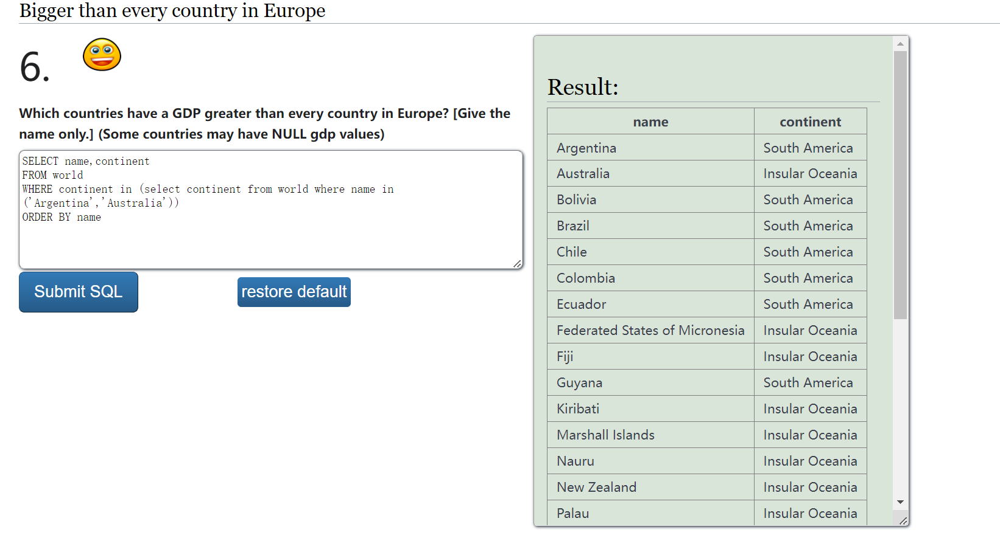 Bigger than every country in Europe
6.
Which countries have a GDP greater than every country in Europe? [Give the
name only.] (Some countries may have NULL gdp values)
SELECT name,continent
FROM world
WHERE continent in (select continent from world where name in
('Argentina','Australia'))
ORDER BY name
Submit SQL restore default
Result:
name continent
Argentina South America
Australia Insular Oceania
Bolivia South America
Brazil South America
Chile South America
Colombia South America
Ecuador South America
Federated States of Micronesia Insular Oceania
Fiji Insular Oceania
Guyana South America
Kiribati Insular Oceania
Marshall Islands Insular Oceania
Nauru Insular Oceania
New Zealand Insular Oceania
Palau Insular Oceania